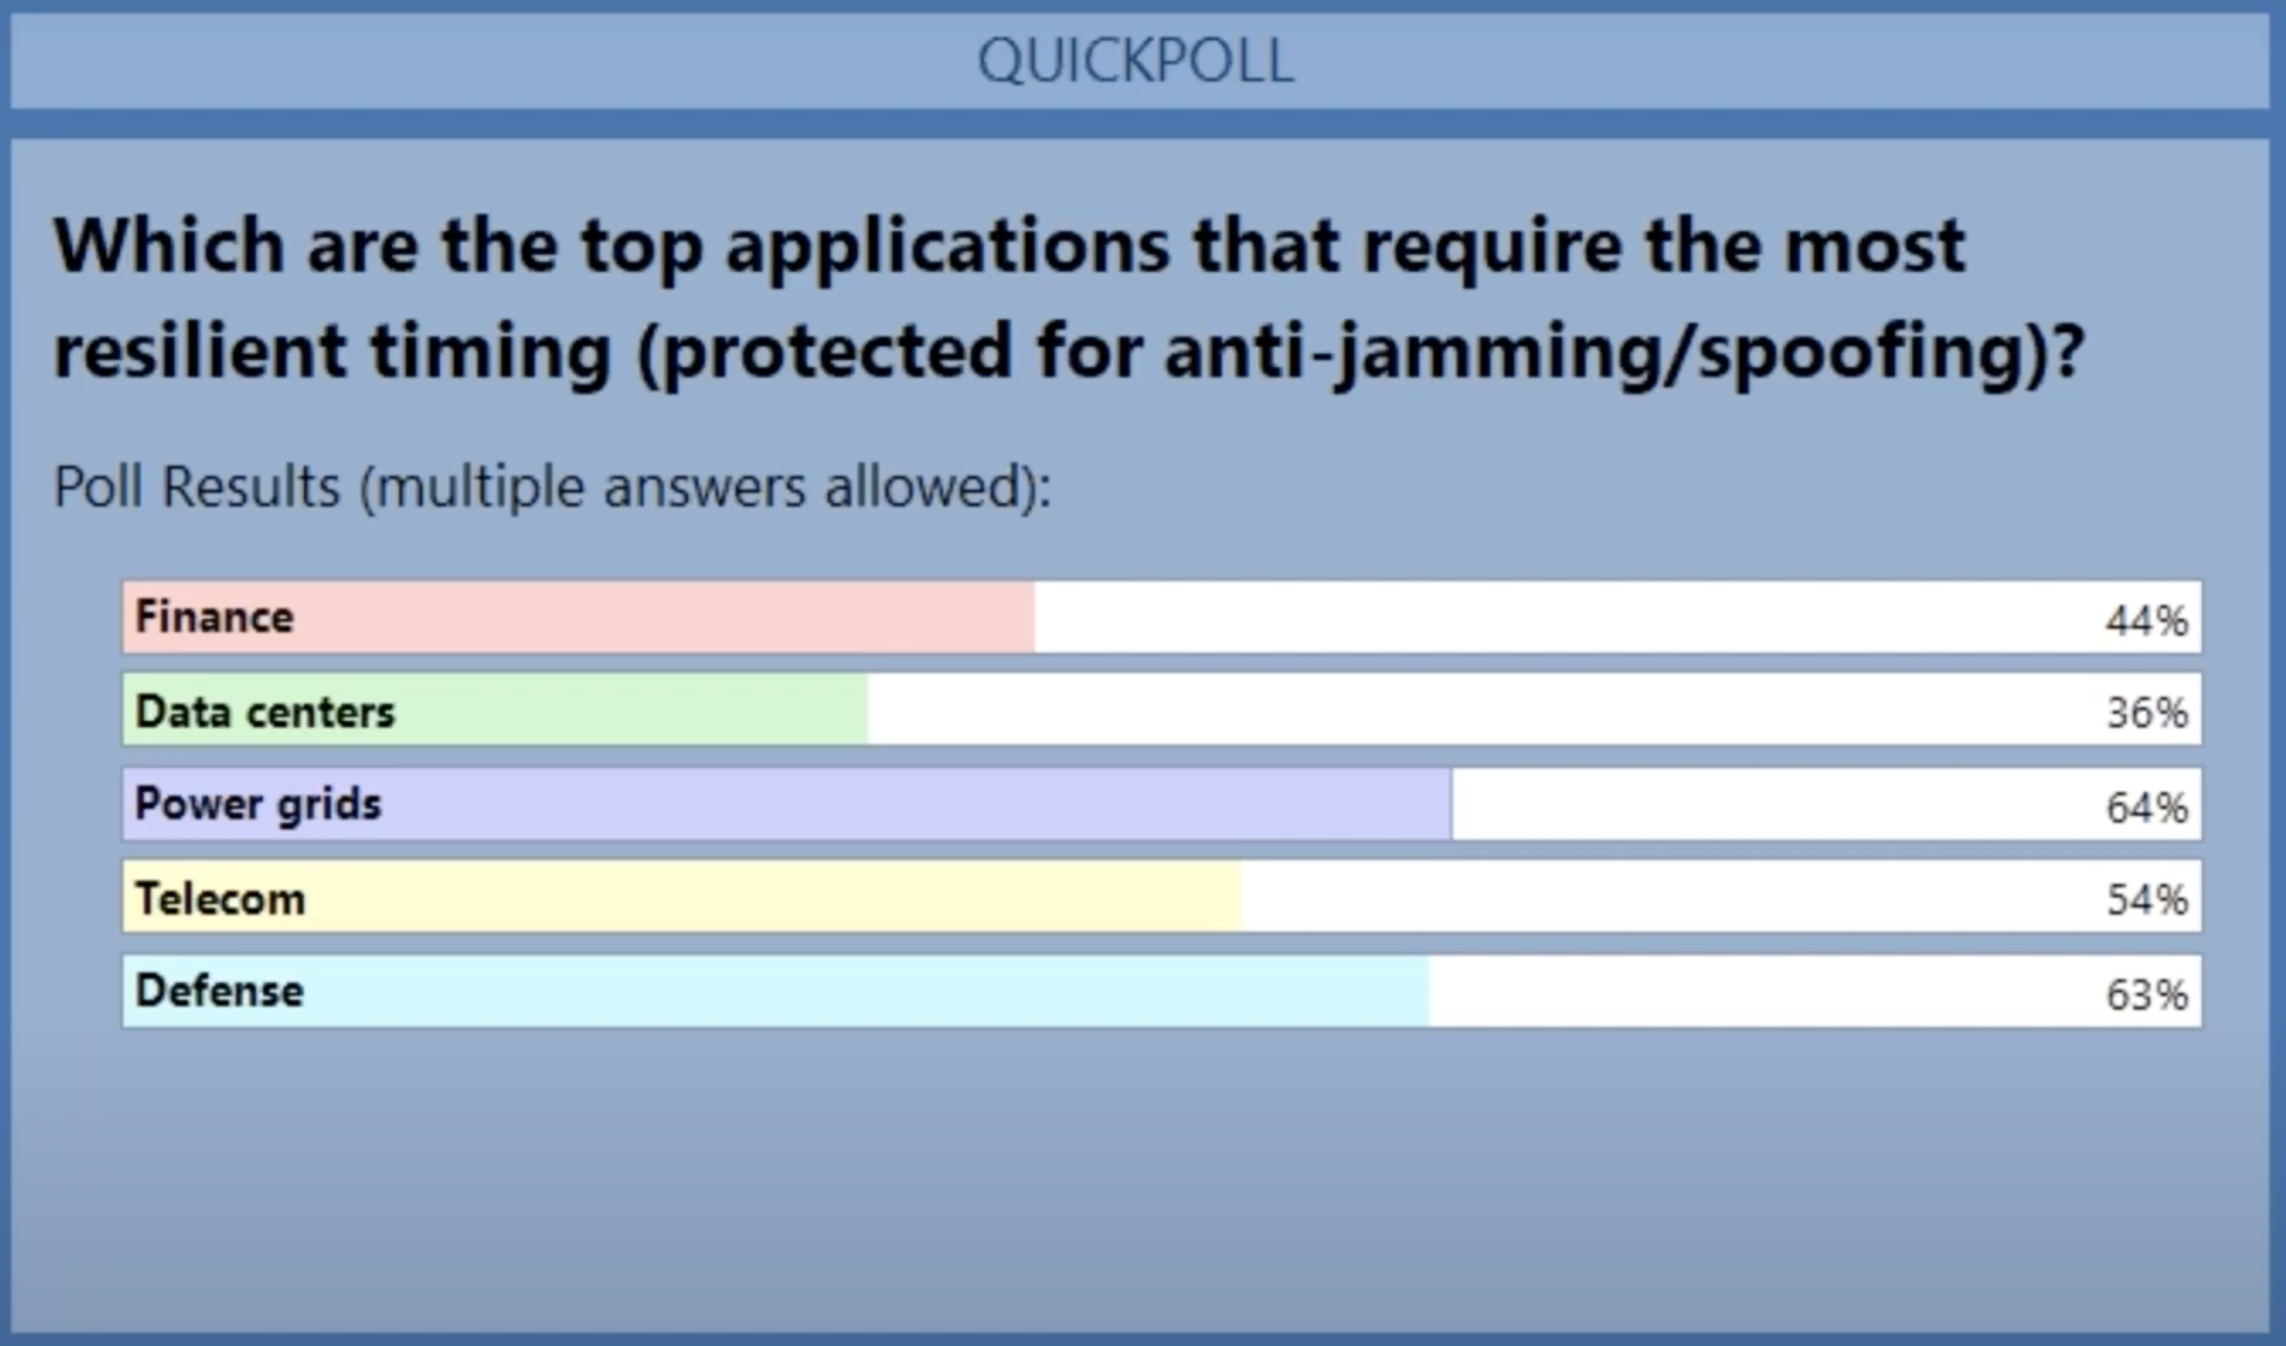 QUICKPOLL
Which are the top applications that require the most
resilient timing (protected for anti-jamming/spoofing)?
Poll Results (multiple answers allowed):
Finance 44%
Data centers 36%
Power grids 64%
Telecom 54%
Defense 63%